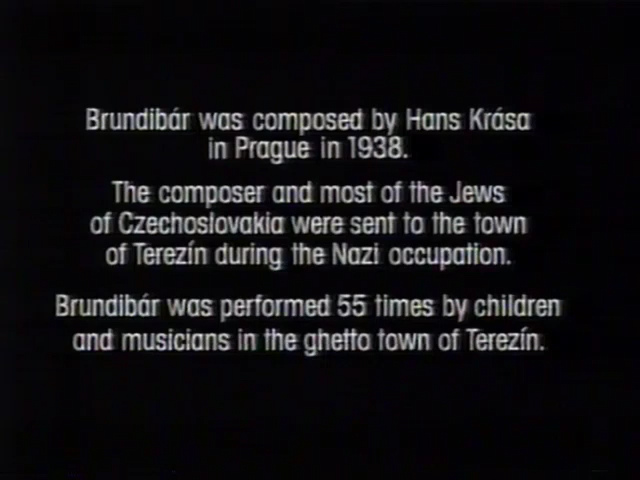 Brundibár was composed by Hans Krása
in Prague in 1938.
The composer and most of the Jews
of Czechoslovakia were sent to the town
of Terezín during the Nazi occupation.
Brundibár was performed 55 times by children
and musicians in the ghetto town of Terezín.